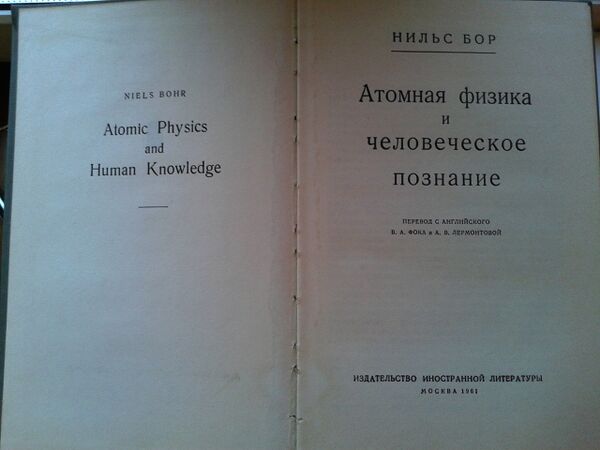 NIELS BOHR
Atomic Physics
and
Human Knowledge
НИЛЬС БОР
Атомная физика
и
человеческое
познание
ПЕРЕВОД С АНГЛИЙСКОГО
В. А. ФОКА и А. В. ЛЕРМОНТОВОЙ
ИЗДАТЕЛЬСТВО ИНОСТРАННОЙ ЛИТЕРАТУРЫ
МОСКВА 1961